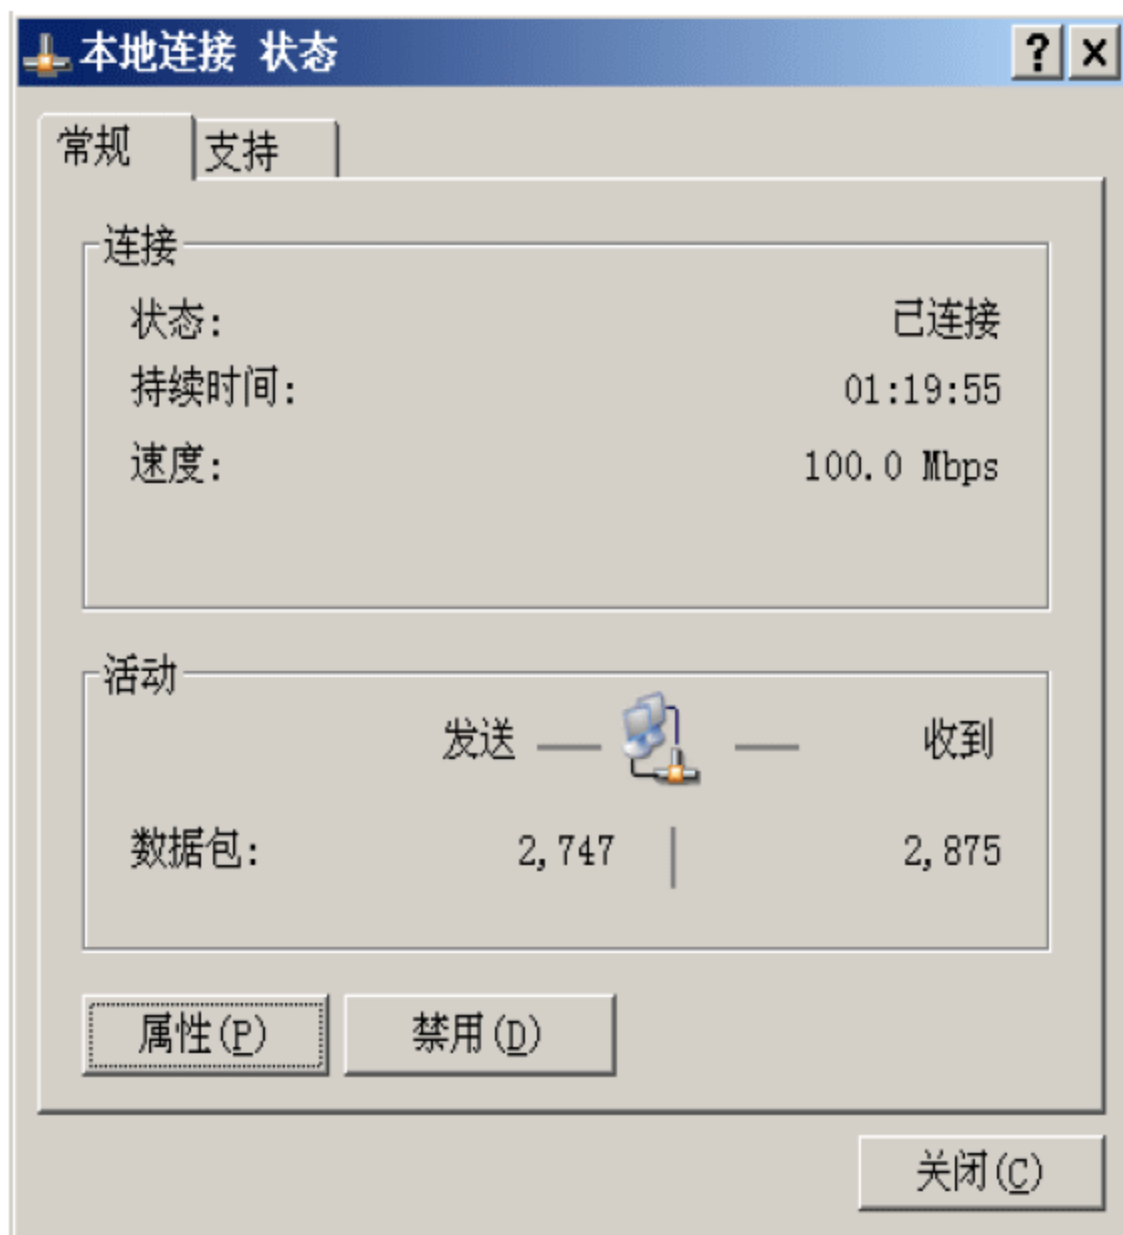 本地连接 状态
常规 支持
连接
状态: 已连接
持续时间: 01:19:55
速度: 100.0 Mbps
活动
发送 收到
数据包: 2,747 2,875
属性(P) 禁用(D)
关闭(C)